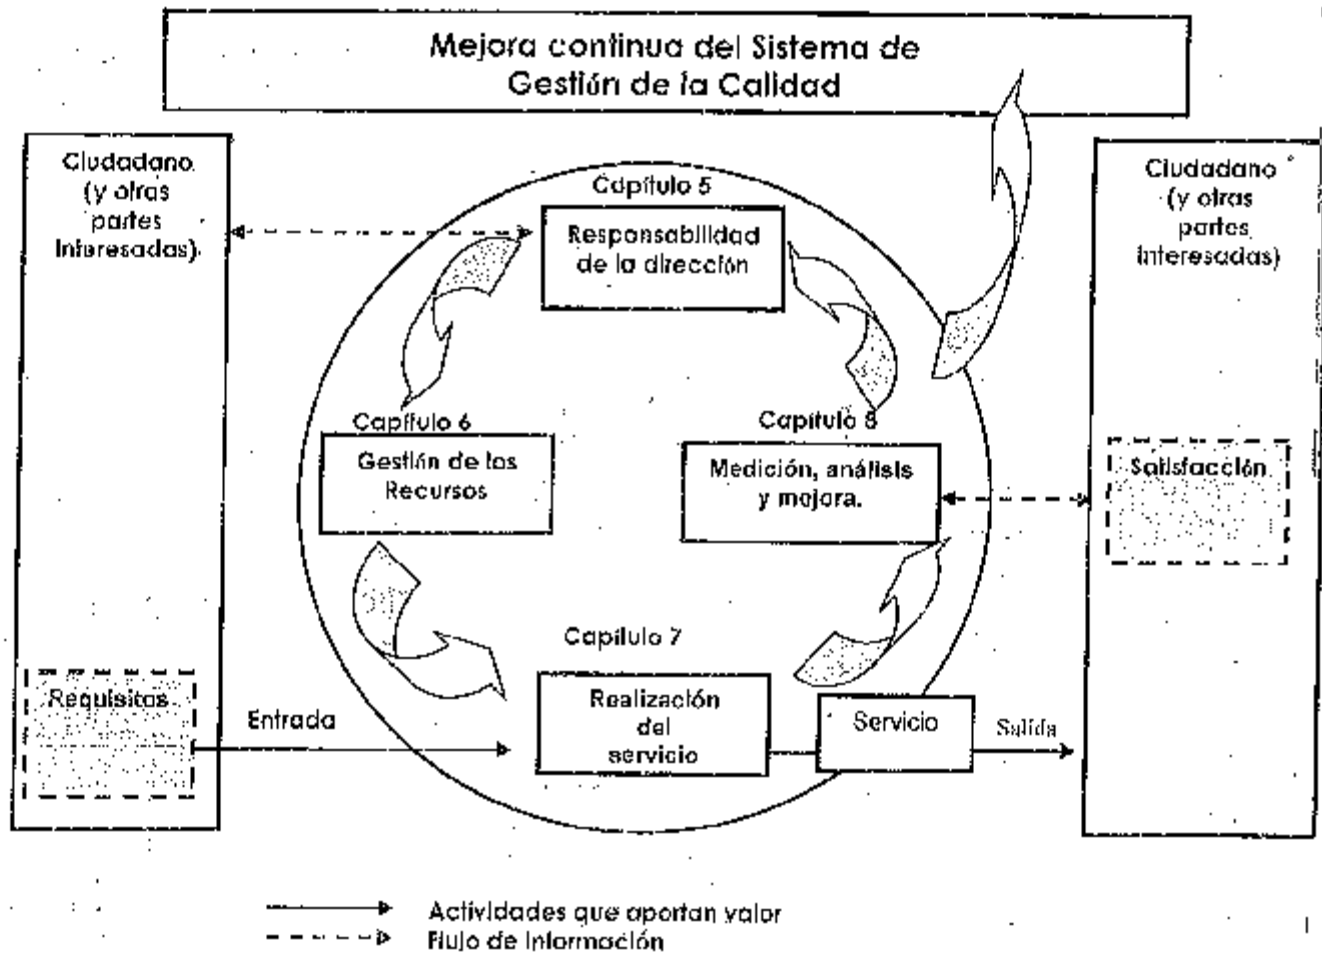 Mejora continua del Sistema de
Gestión de la Calidad
Ciudadano
(y otras
partes
interesadas)
Capítulo 5
Responsabilidad
de la dirección
Ciudadano
(y otras
partes
interesadas)
Capítulo 6
Gestión de los
Recursos
Capítulo 8
Medición, análisis
y mejora.
Satisfacción
Capítulo 7
Requisitos
Entrada
Realización
del
servicio
Servicio
Salida
Actividades que aportan valor
Flujo de información